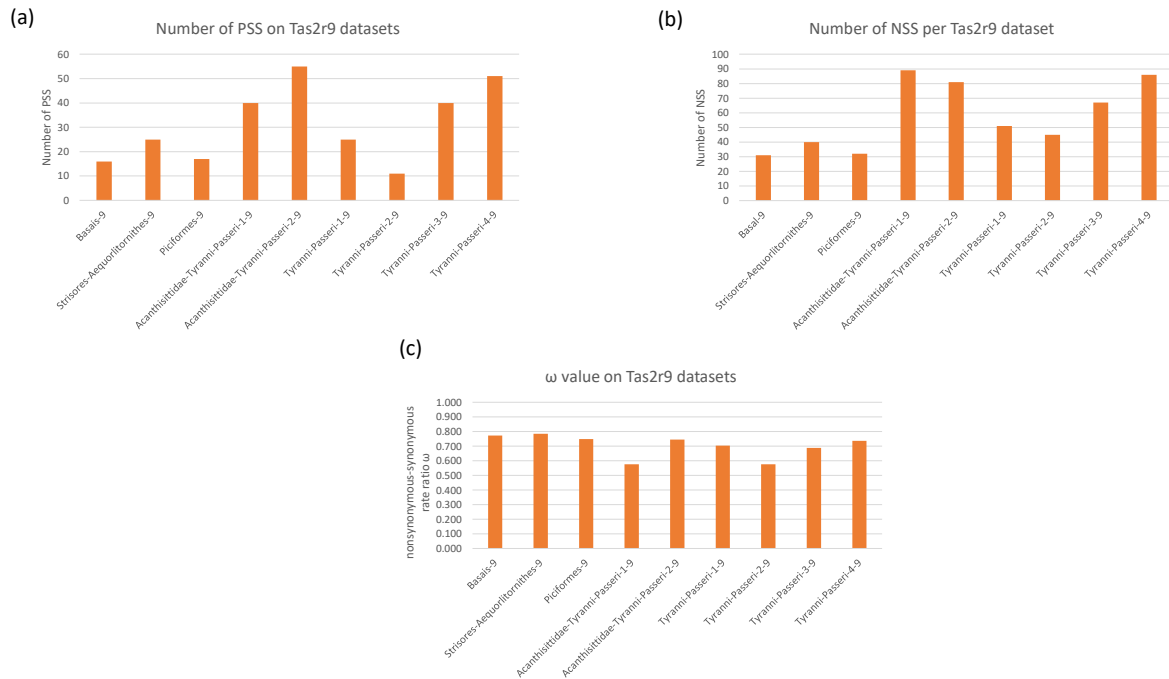 (a)
Number of PSS on Tas2r9 datasets
Number of PSS
60
50
40
30
20
10
0
Basais-9
Strisores-Aequorlitornithes-9
Piciformes-9
Acanthisittidae-Tyranni-Passeri-1-9
Acanthisittidae-Tyranni-Passeri-2-9
Tyranni-Passeri-1-9
Tyranni-Passeri-2-9
Tyranni-Passeri-3-9
Tyranni-Passeri-4-9
(b)
Number of NSS per Tas2r9 dataset
Number of NSS
100
90
80
70
60
50
40
30
20
10
0
Basal-9
Strisores-Aequorlitornithes-9
Piciformes-9
Acanthisittidae-Tyranni-Passeri-1-9
Acanthisittidae-Tyranni-Passeri-2-9
Tyranni-Passeri-1-9
Tyranni-Passeri-2-9
Tyranni-Passeri-3-9
Tyranni-Passeri-4-9
(c)
ω value on Tas2r9 datasets
nonsynonymous-synonymous
rate ratio ω
1.000
0.900
0.800
0.700
0.600
0.500
0.400
0.300
0.200
0.100
0.000
Basais-9
Strisores-Aequorlitornithes-9
Piciformes-9
Acanthisittidae-Tyranni-Passeri-1-9
Acanthisittidae-Tyranni-Passeri-2-9
Tyranni-Passeri-1-9
Tyranni-Passeri-2-9
Tyranni-Passeri-3-9
Tyranni-Passeri-4-9